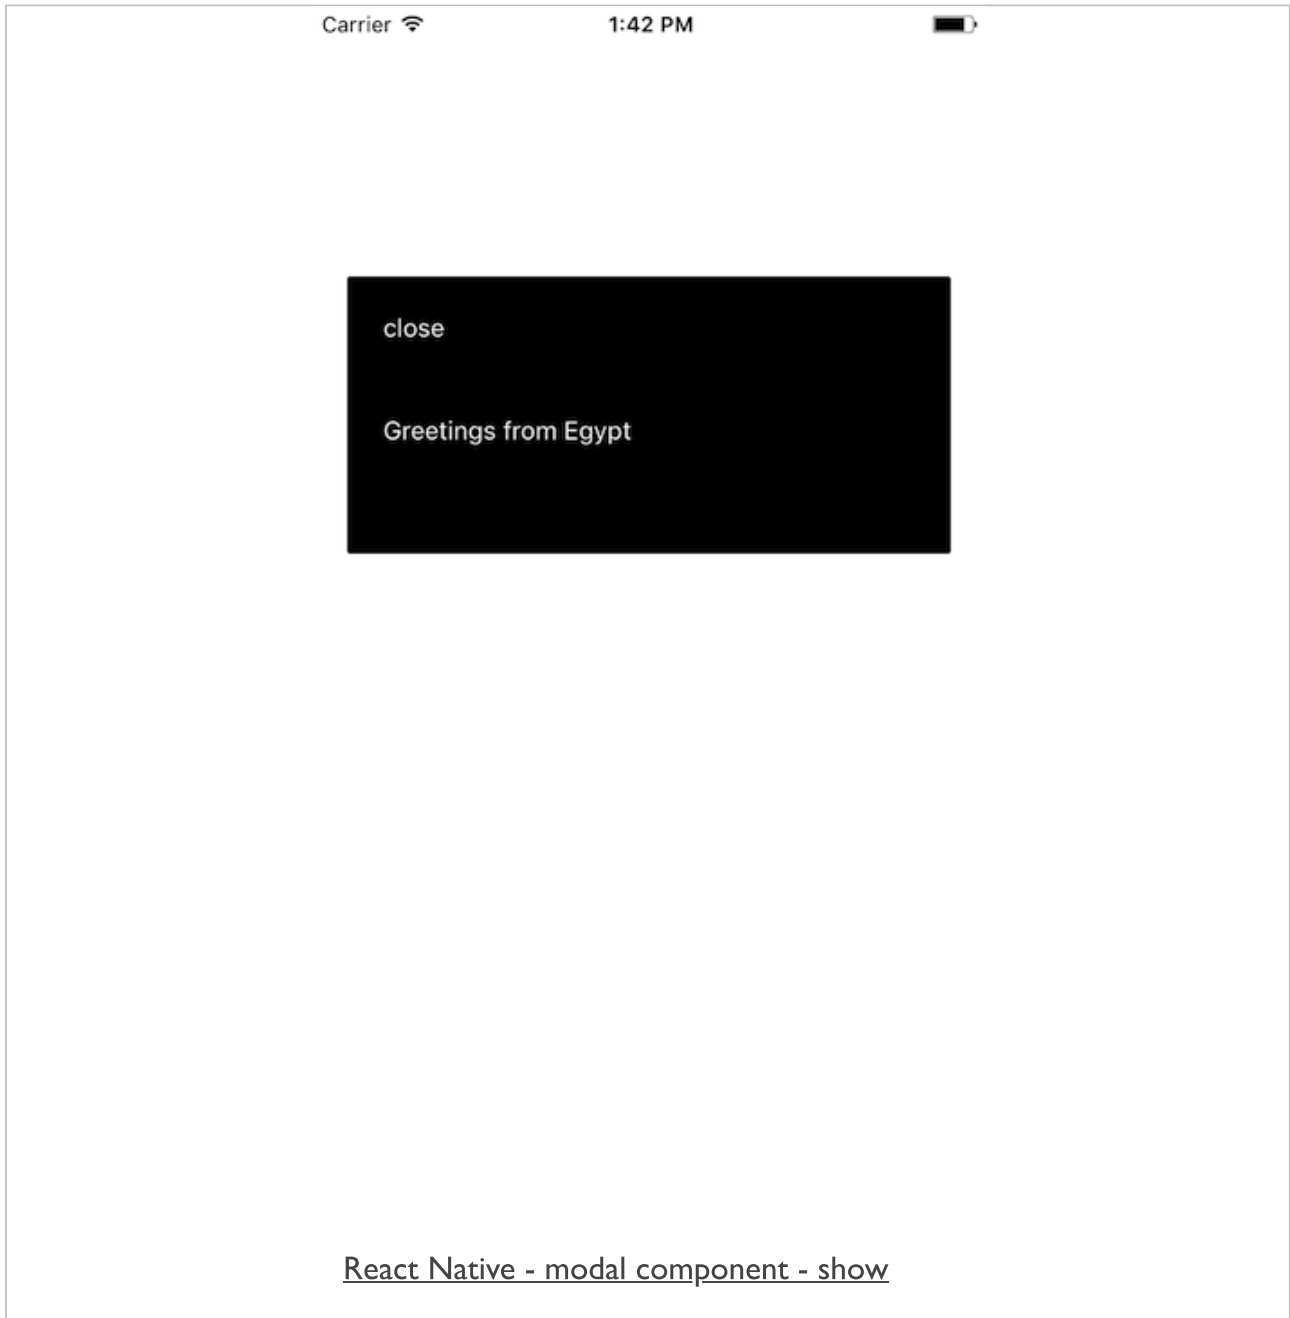 Carrier 1:42 PM
close
Greetings from Egypt
React Native - modal component - show